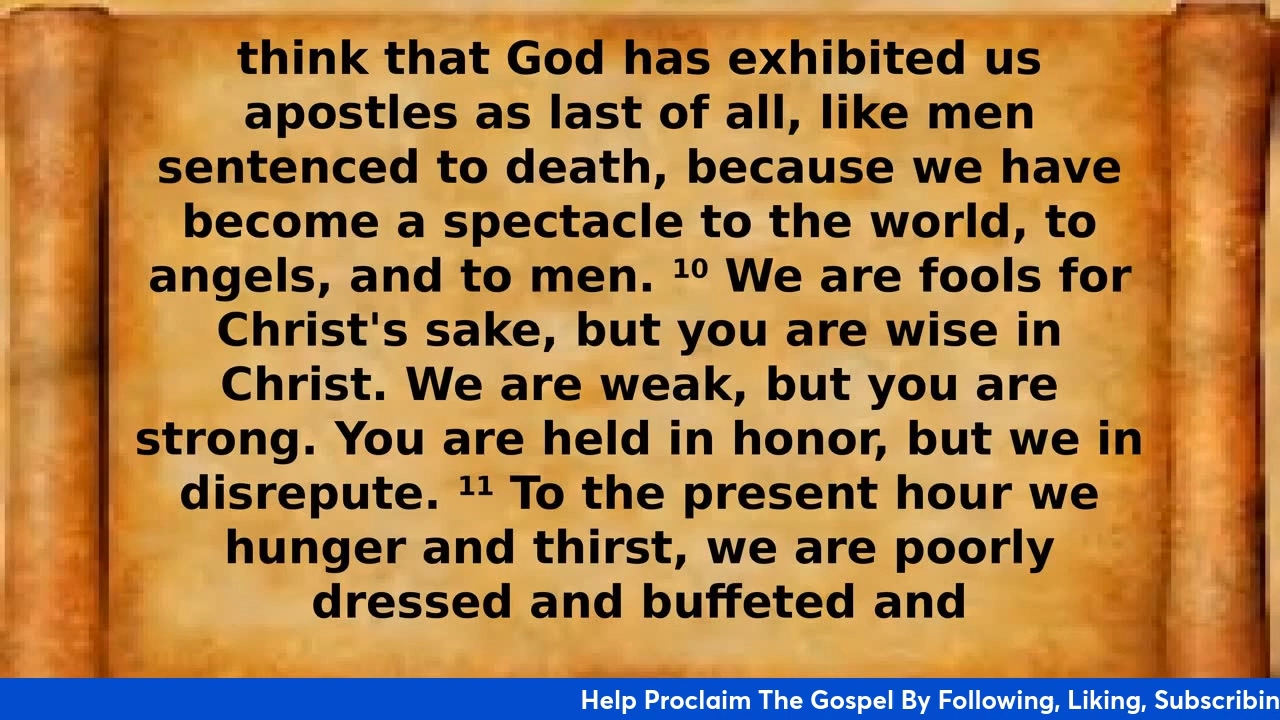 think that God has exhibited us
apostles as last of all, like men
sentenced to death, because we have
become a spectacle to the world, to
angels, and to men. ¹⁰ We are fools for
Christ's sake, but you are wise in
Christ. We are weak, but you are
strong. You are held in honor, but we in
disrepute. ¹¹ To the present hour we
hunger and thirst, we are poorly
dressed and buffeted and
Help Proclaim The Gospel By Following, Liking, Subscribin